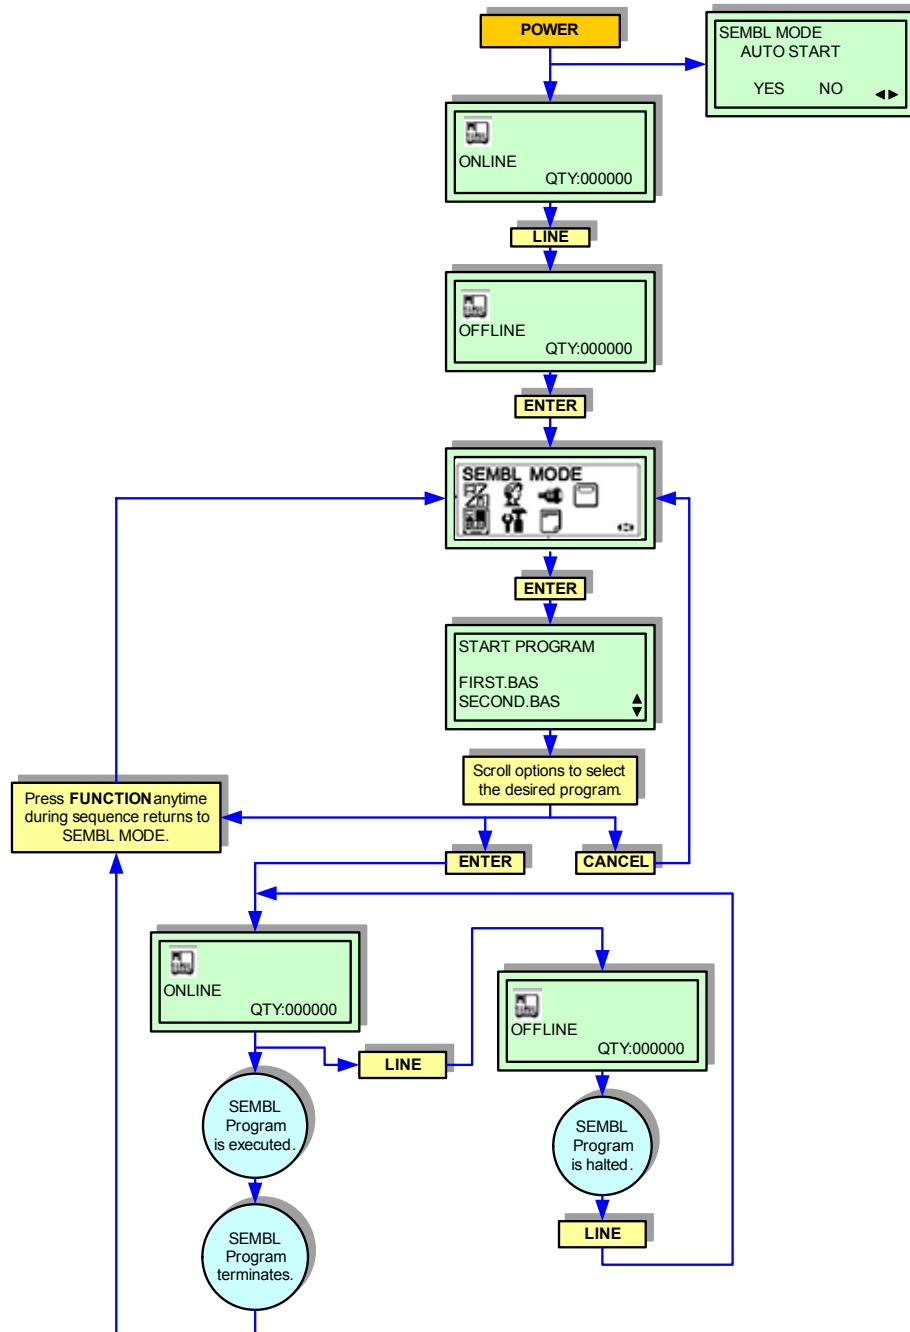 POWER
SEMBL MODE
AUTO START
YES NO
ONLINE
QTY:000000
LINE
OFFLINE
QTY:000000
ENTER
SEMBL MODE
ENTER
START PROGRAM
FIRST.BAS
SECOND.BAS
Scroll options to select
the desired program.
Press FUNCTION anytime
during sequence returns to
SEMBL MODE.
ENTER
CANCEL
ONLINE
QTY:000000
LINE
OFFLINE
QTY:000000
SEMBL
Program
is executed.
SEMBL
Program
is halted.
LINE
SEMBL
Program
terminates.